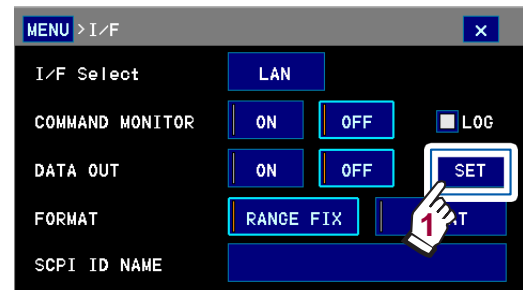 MENU >I/F ×
I/F Select LAN
COMMAND MONITOR ON OFF LOG
DATA OUT ON OFF SET
FORMAT RANGE FIX
SCPI ID NAME
1